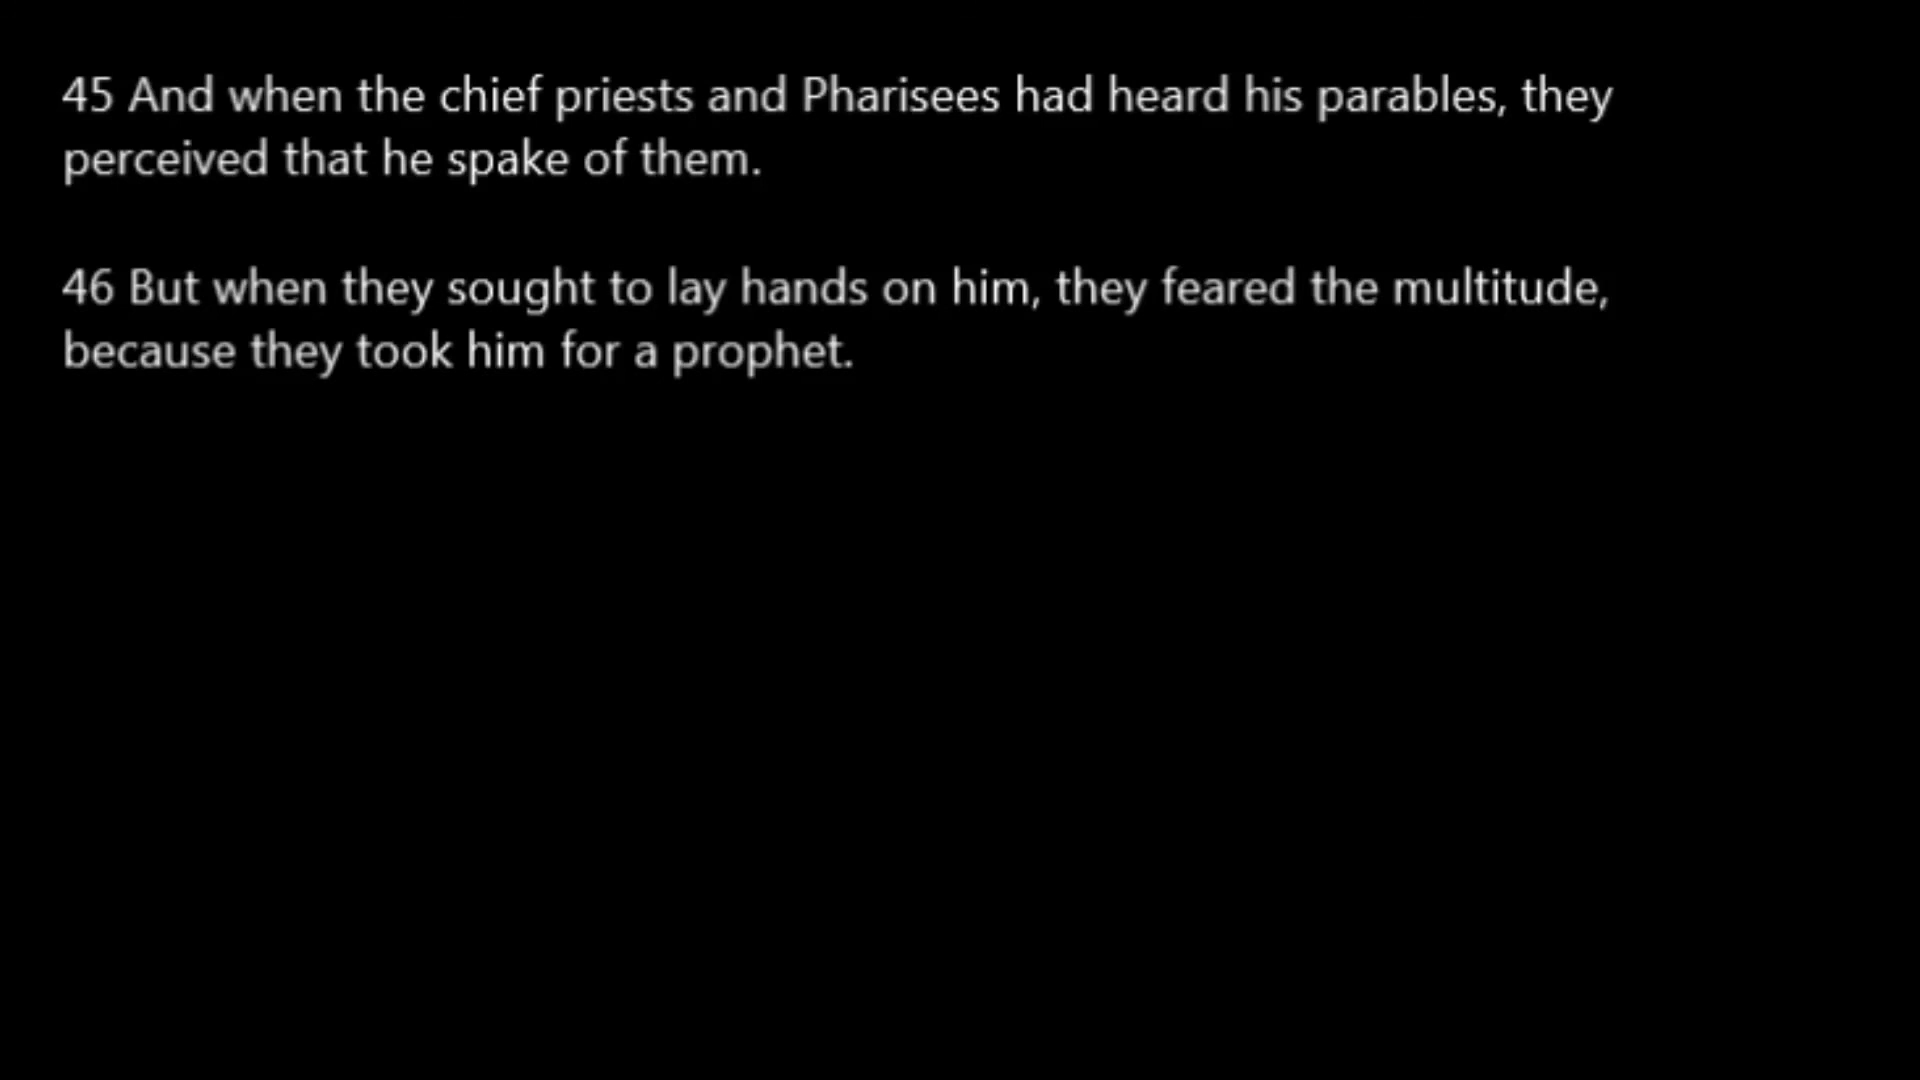 45 And when the chief priests and Pharisees had heard his parables, they
perceived that he spake of them.
46 But when they sought to lay hands on him, they feared the multitude,
because they took him for a prophet.